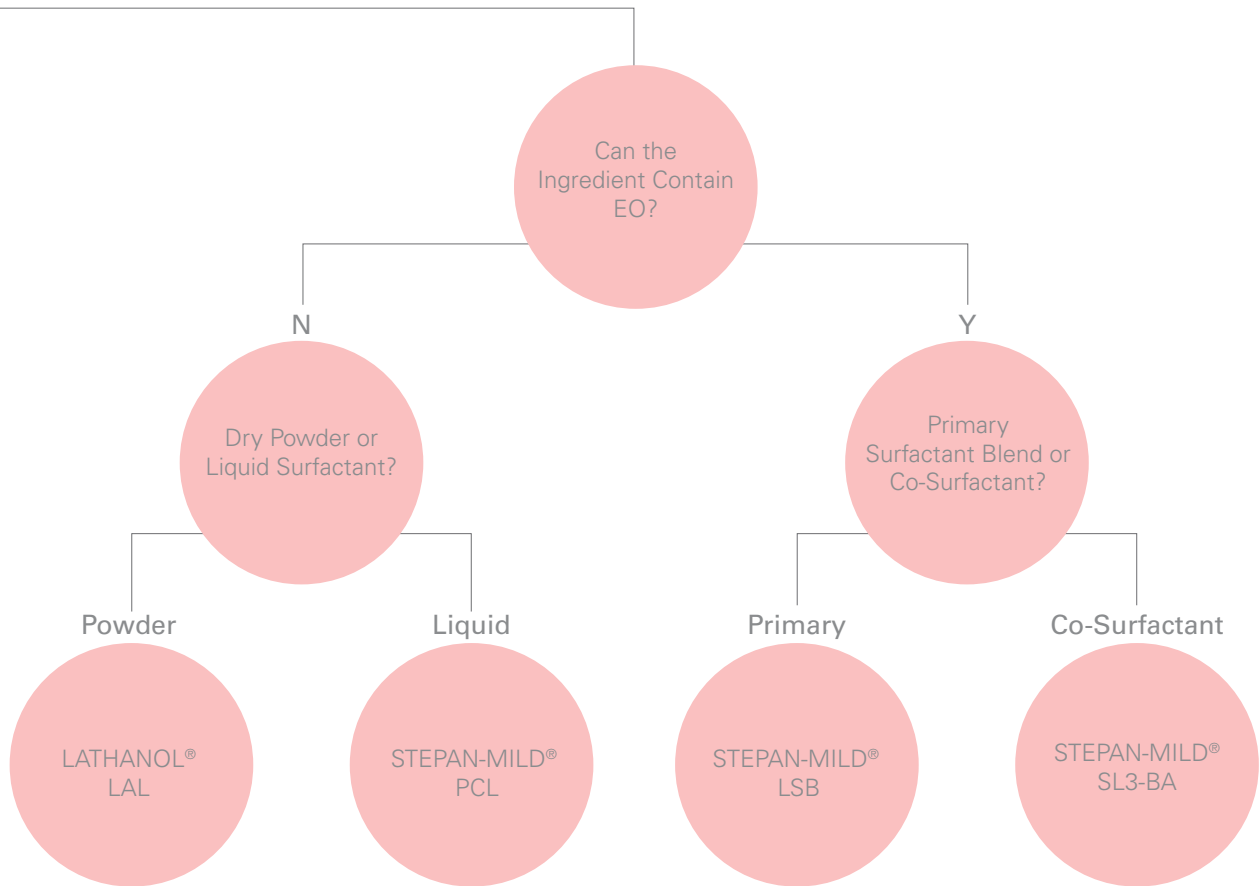 Can the
Ingredient Contain
EO?
N
Y
Dry Powder or
Liquid Surfactant?
Primary
Surfactant Blend or
Co-Surfactant?
Powder
Liquid
Primary
Co-Surfactant
LATHANOL®
LAL
STEPAN-MILD®
PCL
STEPAN-MILD®
LSB
STEPAN-MILD®
SL3-BA